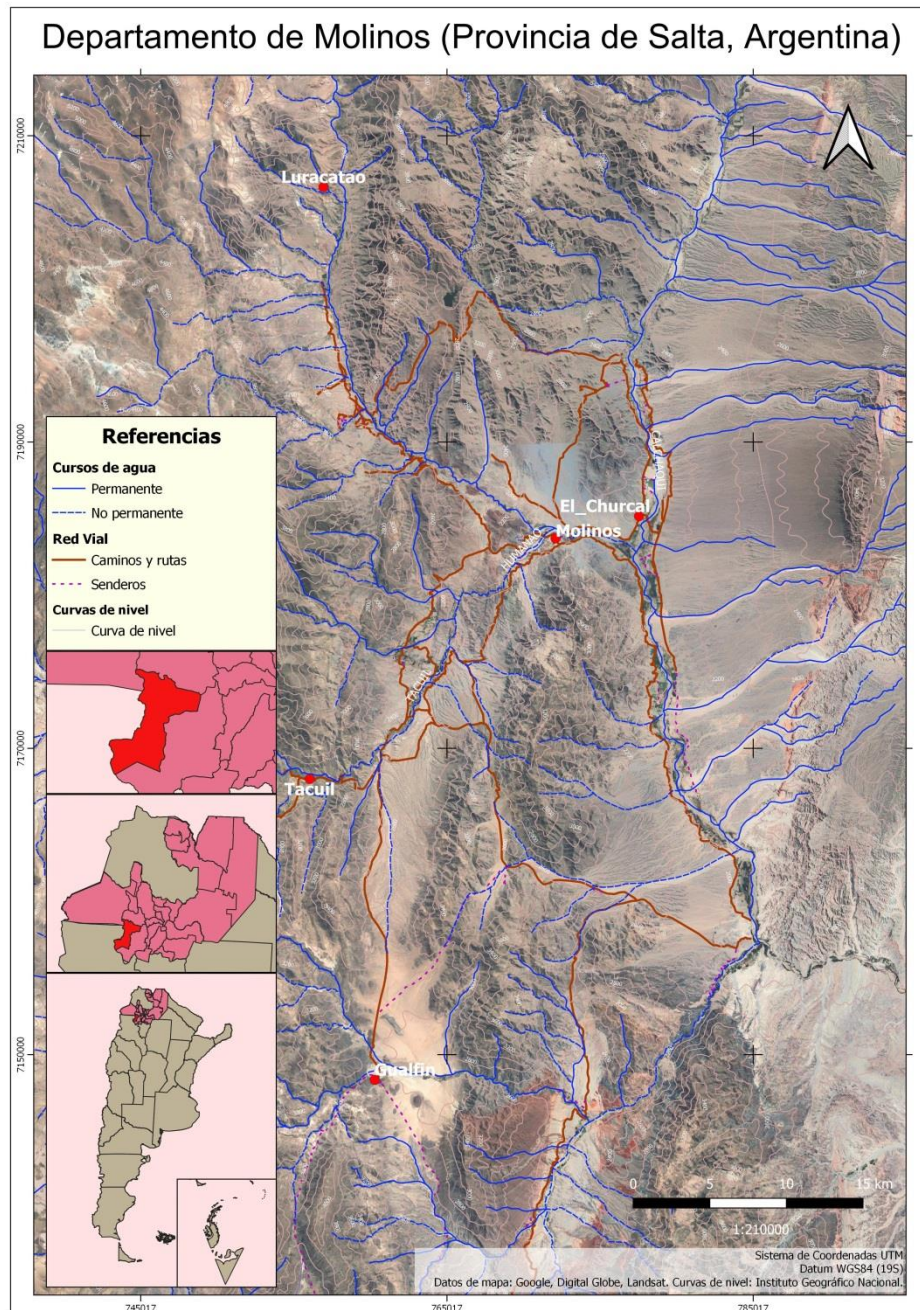 Departamento de Molinos (Provincia de Salta, Argentina)
7210000
Luracatao
7190000
Referencias
Cursos de agua
Permanente
No permanente
Red Vial
Caminos y rutas
Senderos
Curvas de nivel
Curva de nivel
CALCHAQUI
El_Churcal
Molinos
HUMANAO
TACUIL
7170000
Tacuil
7150000
Gualfin
0
5
10
15 km
1:210000
Sistema de Coordenadas UTM
Datum WGS84 (19S)
Datos de mapa: Google, Digital Globe, Landsat. Curvas de nivel: Instituto Geográfico Nacional.
745017
765017
785017